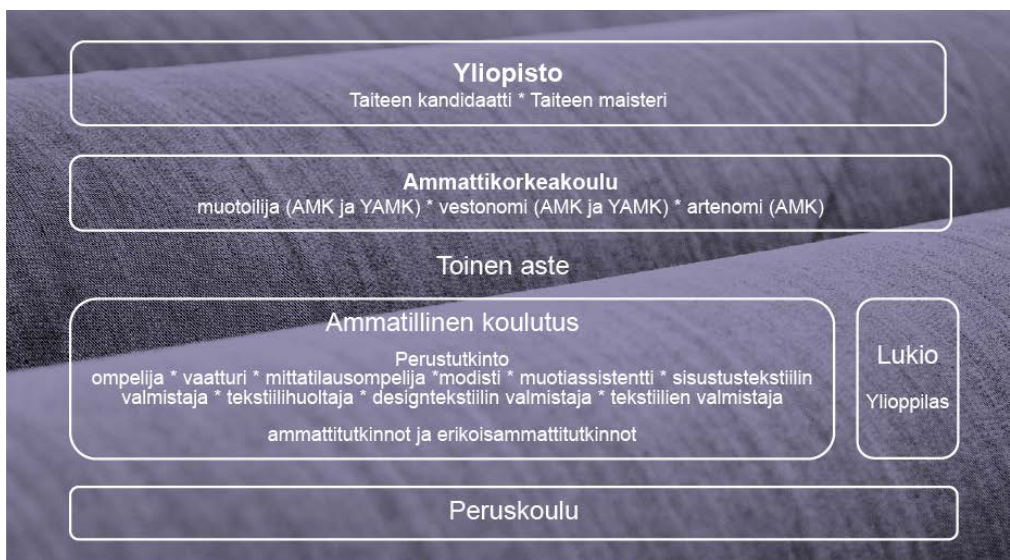 Yliopisto
Taiteen kandidaatti * Taiteen maisteri
Ammattikorkeakoulu
muotoilija (AMK ja YAMK) * vestonomi (AMK ja YAMK) * artenomi (AMK)
Toinen aste
Ammatillinen koulutus
Perustutkinto
ompelija * vaatturi * mittatilausompelija *modisti * muotiassistentti * sisustustekstiilin
valmistaja * tekstiilihuoltaja * designtekstiilin valmistaja * tekstiilien valmistaja
ammattitutkinnot ja erikoisammattitutkinnot
Lukio
Ylioppilas
Peruskoulu